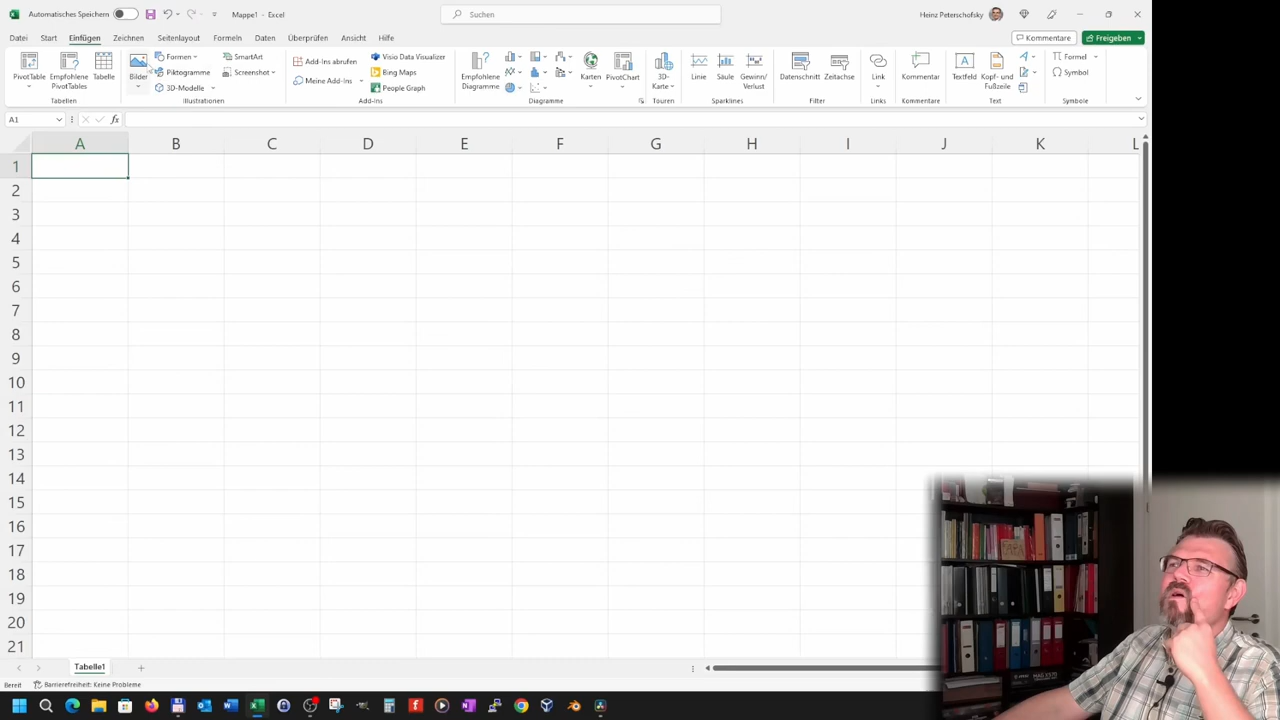 Automatisches Speichern
Mappe1 - Excel
Suchen
Heinz Peterschofsky
Datei Start Einfügen Zeichnen Seitenlayout Formeln Daten Überprüfen Ansicht Hilfe
Kommentare
Freigeben
PivotTable
Empfohlene PivotTables
Tabelle
Tabellen
Bilder
Formen
Piktogramme
3D-Modelle
SmartArt
Screenshot
Illustrationen
Add-Ins abrufen
Meine Add-Ins
Visio Data Visualizer
Bing Maps
People Graph
Add-Ins
Empfohlene Diagramme
Karten
PivotChart
Diagramme
3D-Karte
Touren
Linie
Säule
Gewinn/Verlust
Sparklines
Datenschnitt
Zeitachse
Filter
Link
Links
Kommentar
Kommentare
Textfeld
Kopf- und Fußzeile
Text
Formel
Symbol
Symbole
A1
fx
A B C D E F G H I J K L
1
2
3
4
5
6
7
8
9
10
11
12
13
14
15
16
17
18
19
20
21
Tabelle1
Bereit
Barrierefreiheit: Keine Probleme